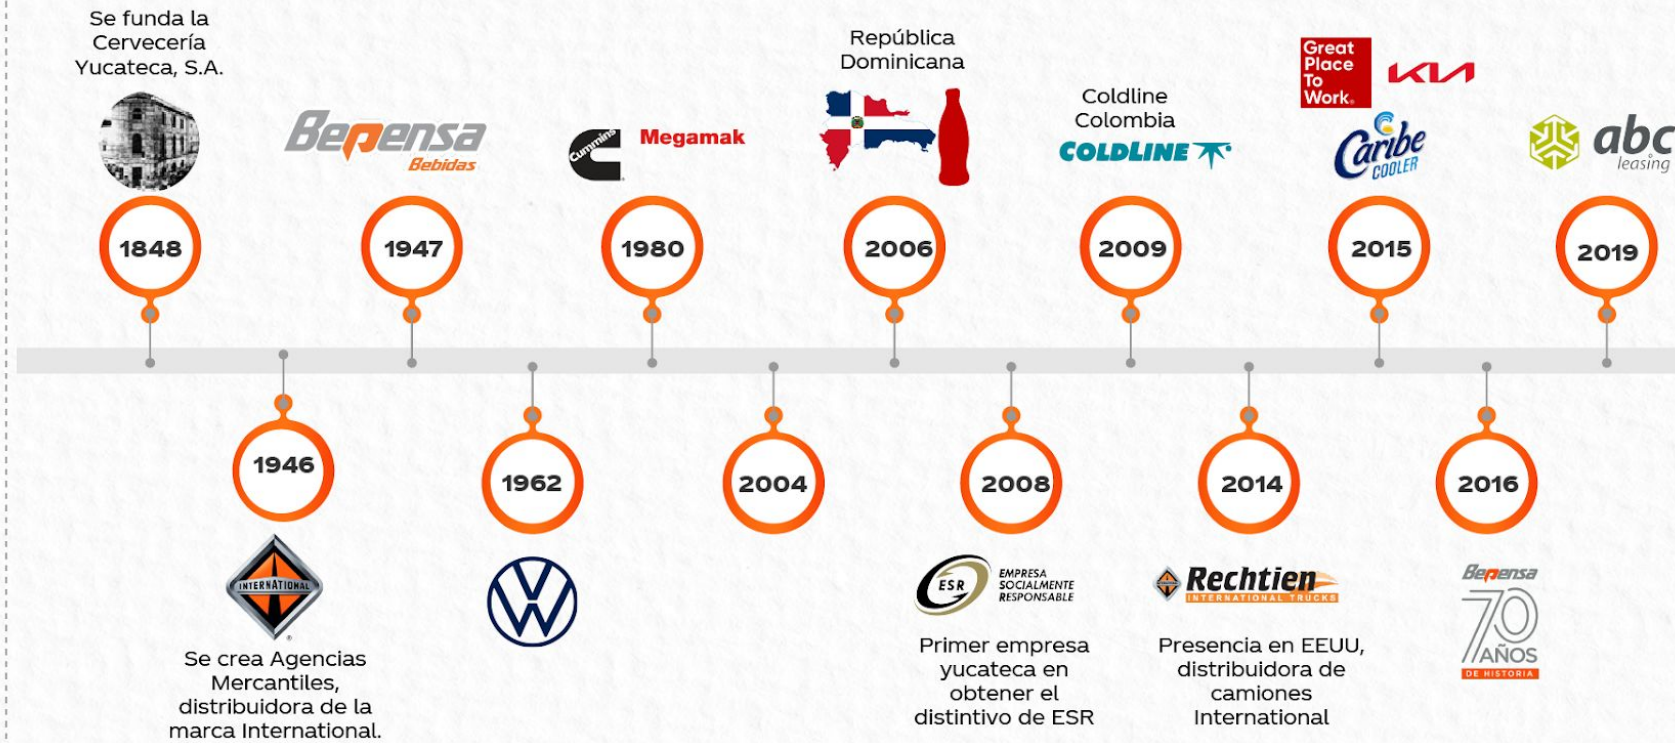 Se funda la
Cervecería
Yucateca, S.A.
1848
Bepensa
Bebidas
1947
Cummins
Megamak
1980
República
Dominicana
2006
Coldline
Colombia
COLDLINE
2009
Great
Place
To
Work.
KIA
Caribe
COOLER
2015
abc
leasing
2019
1946
INTERNATIONAL
Se crea Agencias
Mercantiles,
distribuidora de la
marca International.
1962
VW
2004
2008
ESR
EMPRESA
SOCIALMENTE
RESPONSABLE
Primer empresa
yucateca en
obtener el
distintivo de ESR
2014
Rechtien
INTERNATIONAL TRUCKS
Presencia en EEUU,
distribuidora de
camiones
International
2016
Bepensa
70
AÑOS
DE HISTORIA